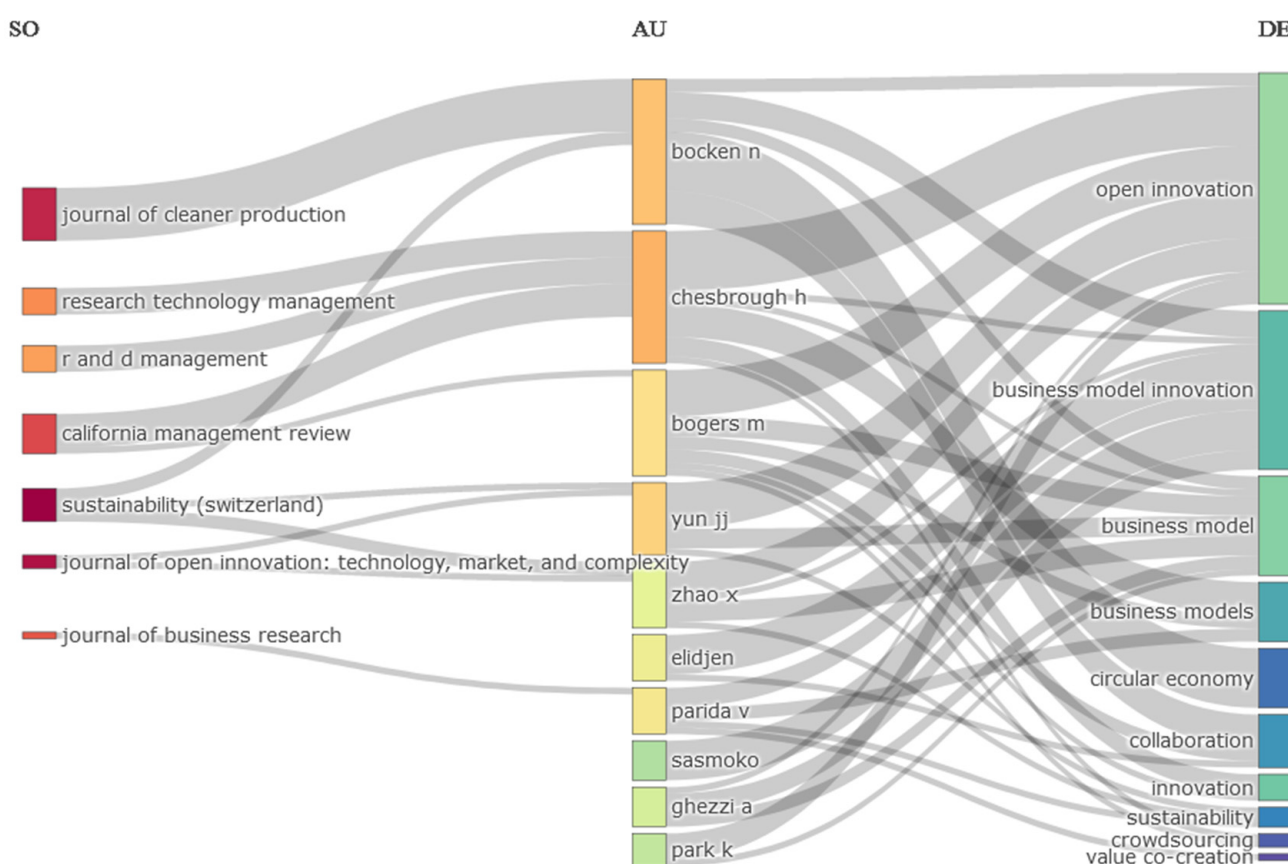 SO
AU
DE
journal of cleaner production
research technology management
r and d management
california management review
sustainability (switzerland)
journal of open innovation: technology, market, and complexity
journal of business research
bocken n
chesbrough h
bogers m
yun jj
zhao x
elidjen
parida v
sasmoko
ghezzi a
park k
open innovation
business model innovation
business model
business models
circular economy
collaboration
innovation
sustainability
crowdsourcing
value co-creation